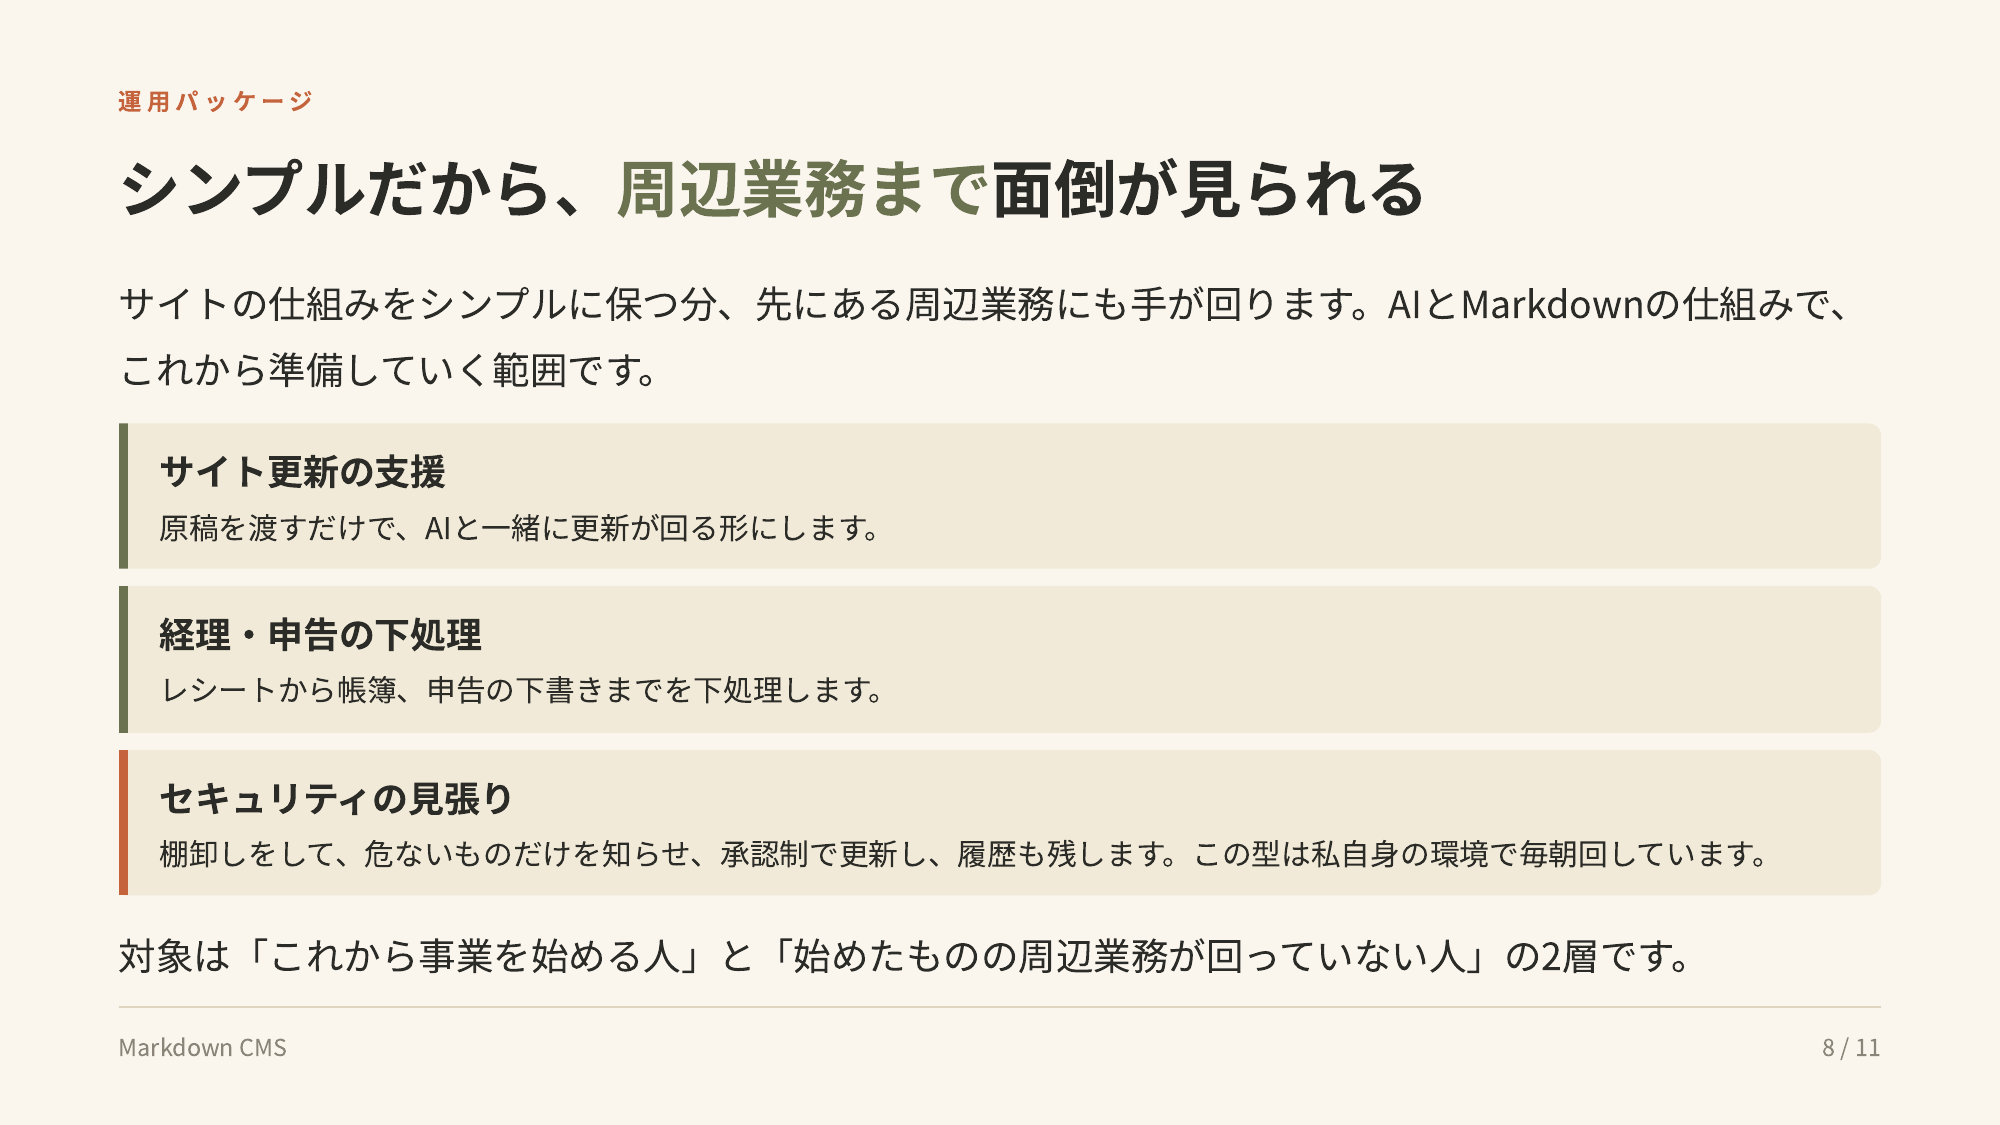 運用パッケージ
シンプルだから、周辺業務まで面倒が見られる
サイトの仕組みをシンプルに保つ分、先にある周辺業務にも手が回ります。AIとMarkdownの仕組みで、
これから準備していく範囲です。
サイト更新の支援
原稿を渡すだけで、AIと一緒に更新が回る形にします。
経理・申告の下処理
レシートから帳簿、申告の下書きまでを下処理します。
セキュリティの見張り
棚卸しをして、危ないものだけを知らせ、承認制で更新し、履歴も残します。この型は私自身の環境で毎朝回しています。
対象は「これから事業を始める人」と「始めたものの周辺業務が回っていない人」の2層です。
Markdown CMS
8 / 11